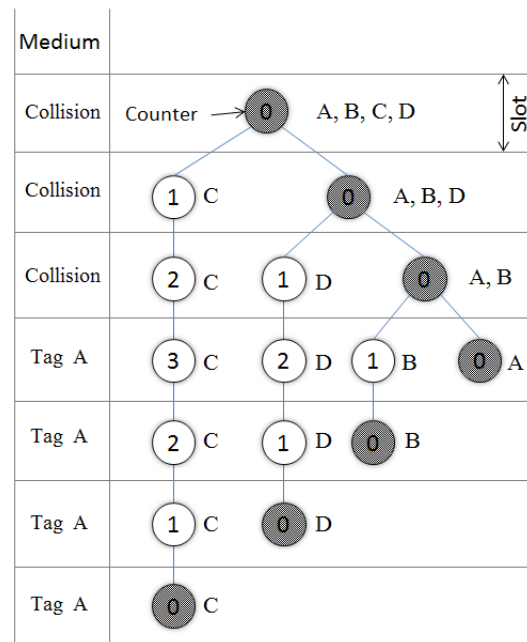 Medium
Collision Counter 0 A, B, C, D Slot
Collision 1 C 0 A, B, D
Collision 2 C 1 D 0 A, B
Tag A 3 C 2 D 1 B 0 A
Tag A 2 C 1 D 0 B
Tag A 1 C 0 D
Tag A 0 C